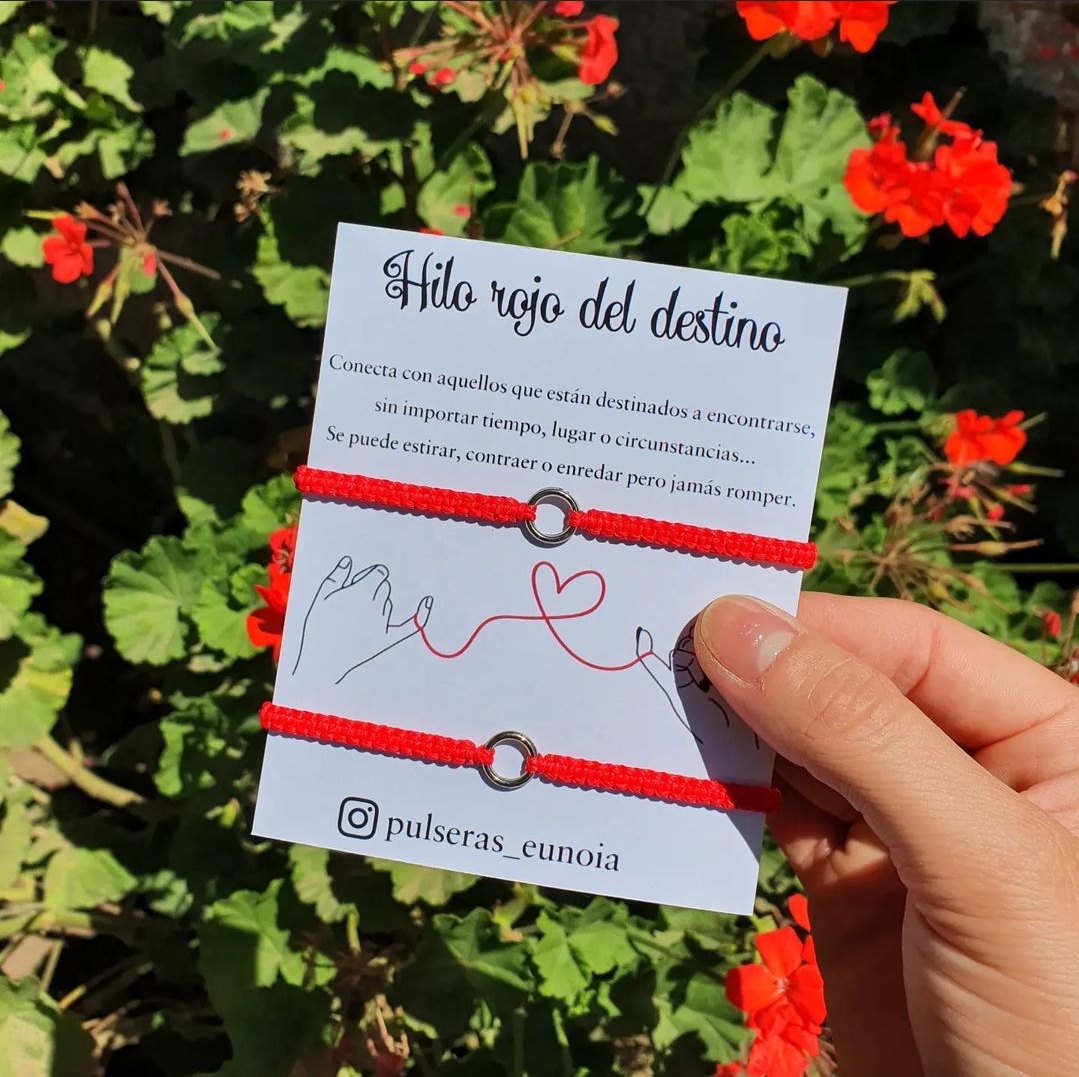 Hilo rojo del destino
Conecta con aquellos que están destinados a encontrarse,
sin importar tiempo, lugar o circunstancias...
Se puede estirar, contraer o enredar pero jamás romper.
pulseras_eunoia